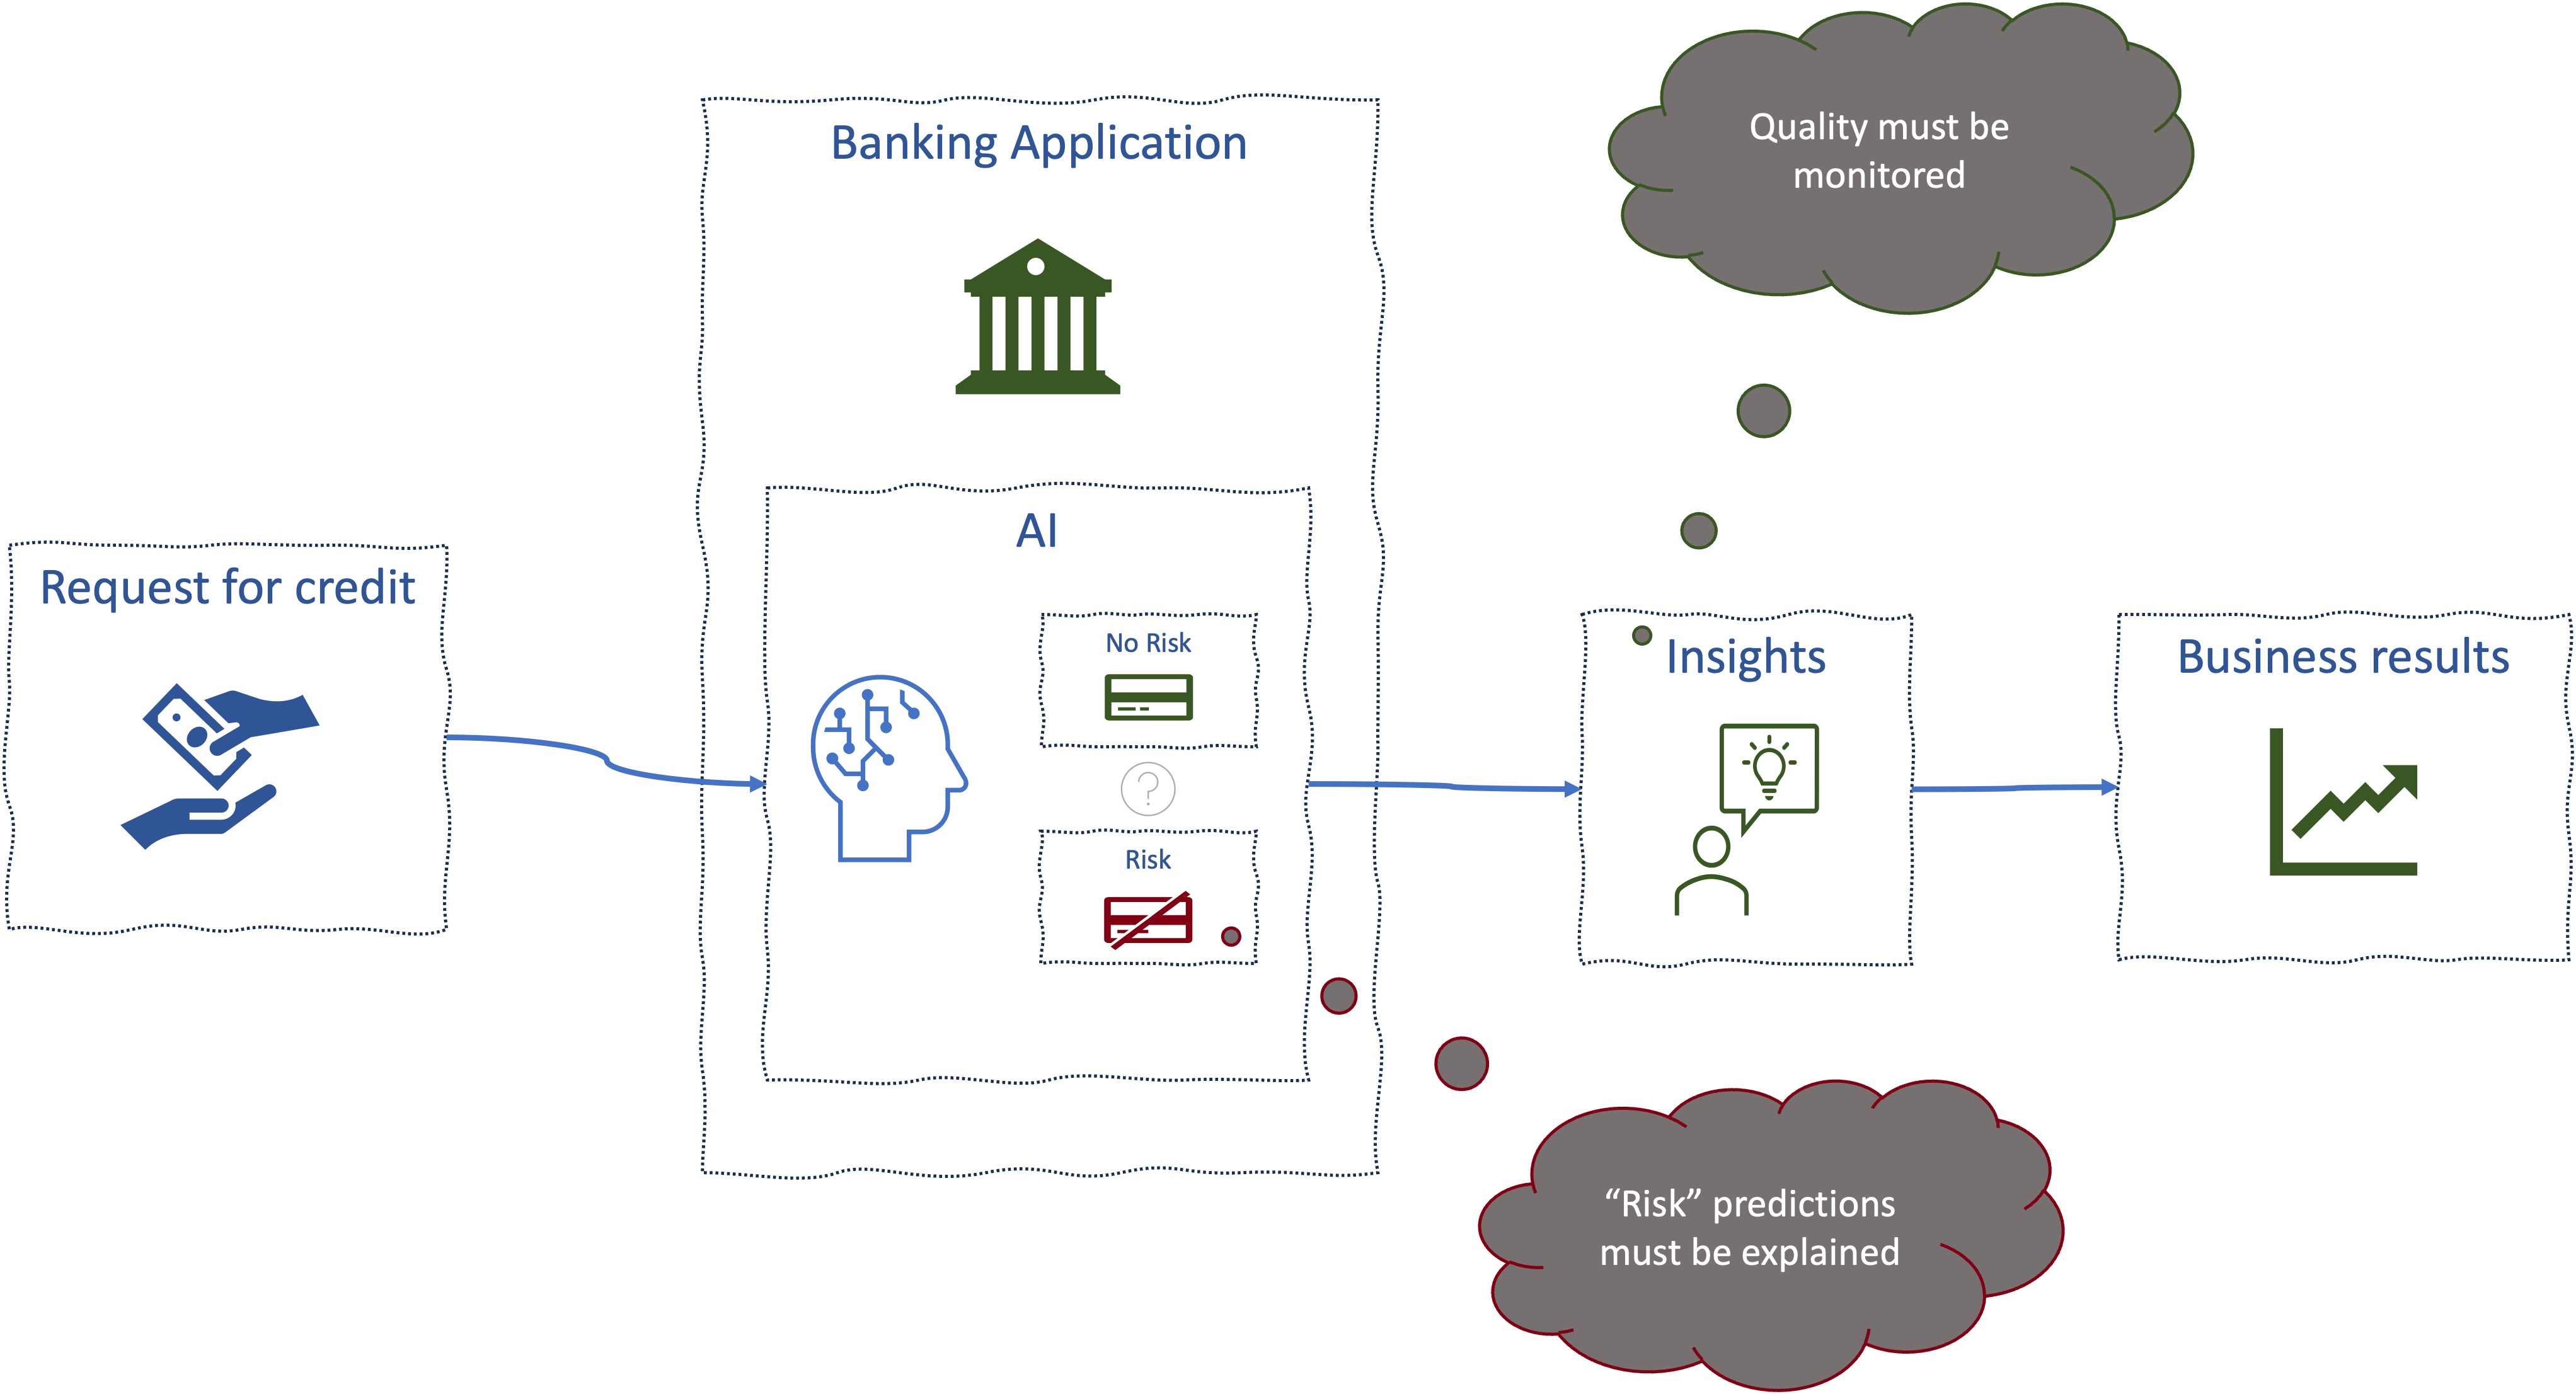 Quality must be
monitored
Banking Application
AI
Request for credit
No Risk
?
Risk
Insights
Business results
“Risk” predictions
must be explained